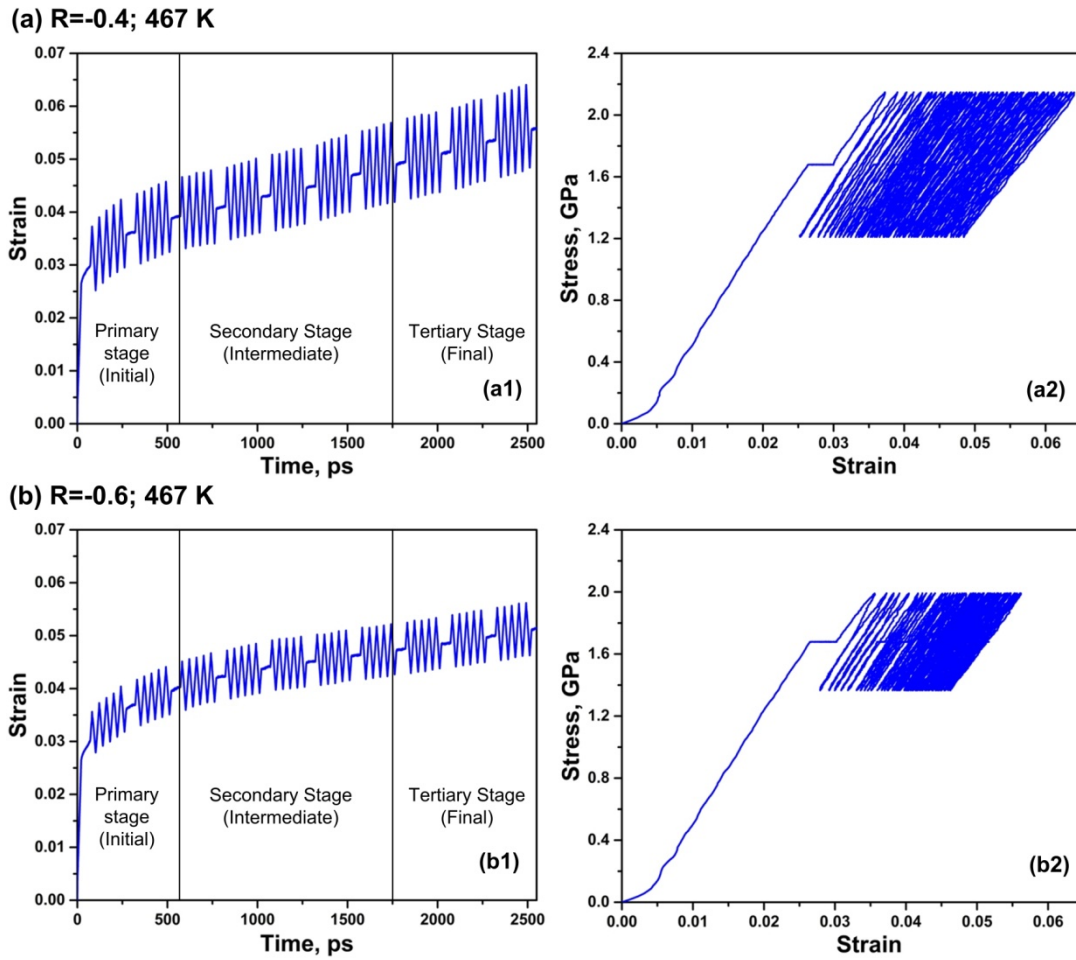 (a) R=-0.4; 467 K
0.07
0.06
0.05
0.04
0.03
0.02
0.01
0.00
Strain
Primary
stage
(Initial)
Secondary Stage
(Intermediate)
Tertiary Stage
(Final)
(a1)
0 500 1000 1500 2000 2500
Time, ps
2.4
2.0
1.6
1.2
0.8
0.4
0.0
Stress, GPa
(a2)
0.00 0.01 0.02 0.03 0.04 0.05 0.06
Strain
(b) R=-0.6; 467 K
0.07
0.06
0.05
0.04
0.03
0.02
0.01
0.00
Strain
Primary
stage
(Initial)
Secondary Stage
(Intermediate)
Tertiary Stage
(Final)
(b1)
0 500 1000 1500 2000 2500
Time, ps
2.4
2.0
1.6
1.2
0.8
0.4
0.0
Stress, GPa
(b2)
0.00 0.01 0.02 0.03 0.04 0.05 0.06
Strain